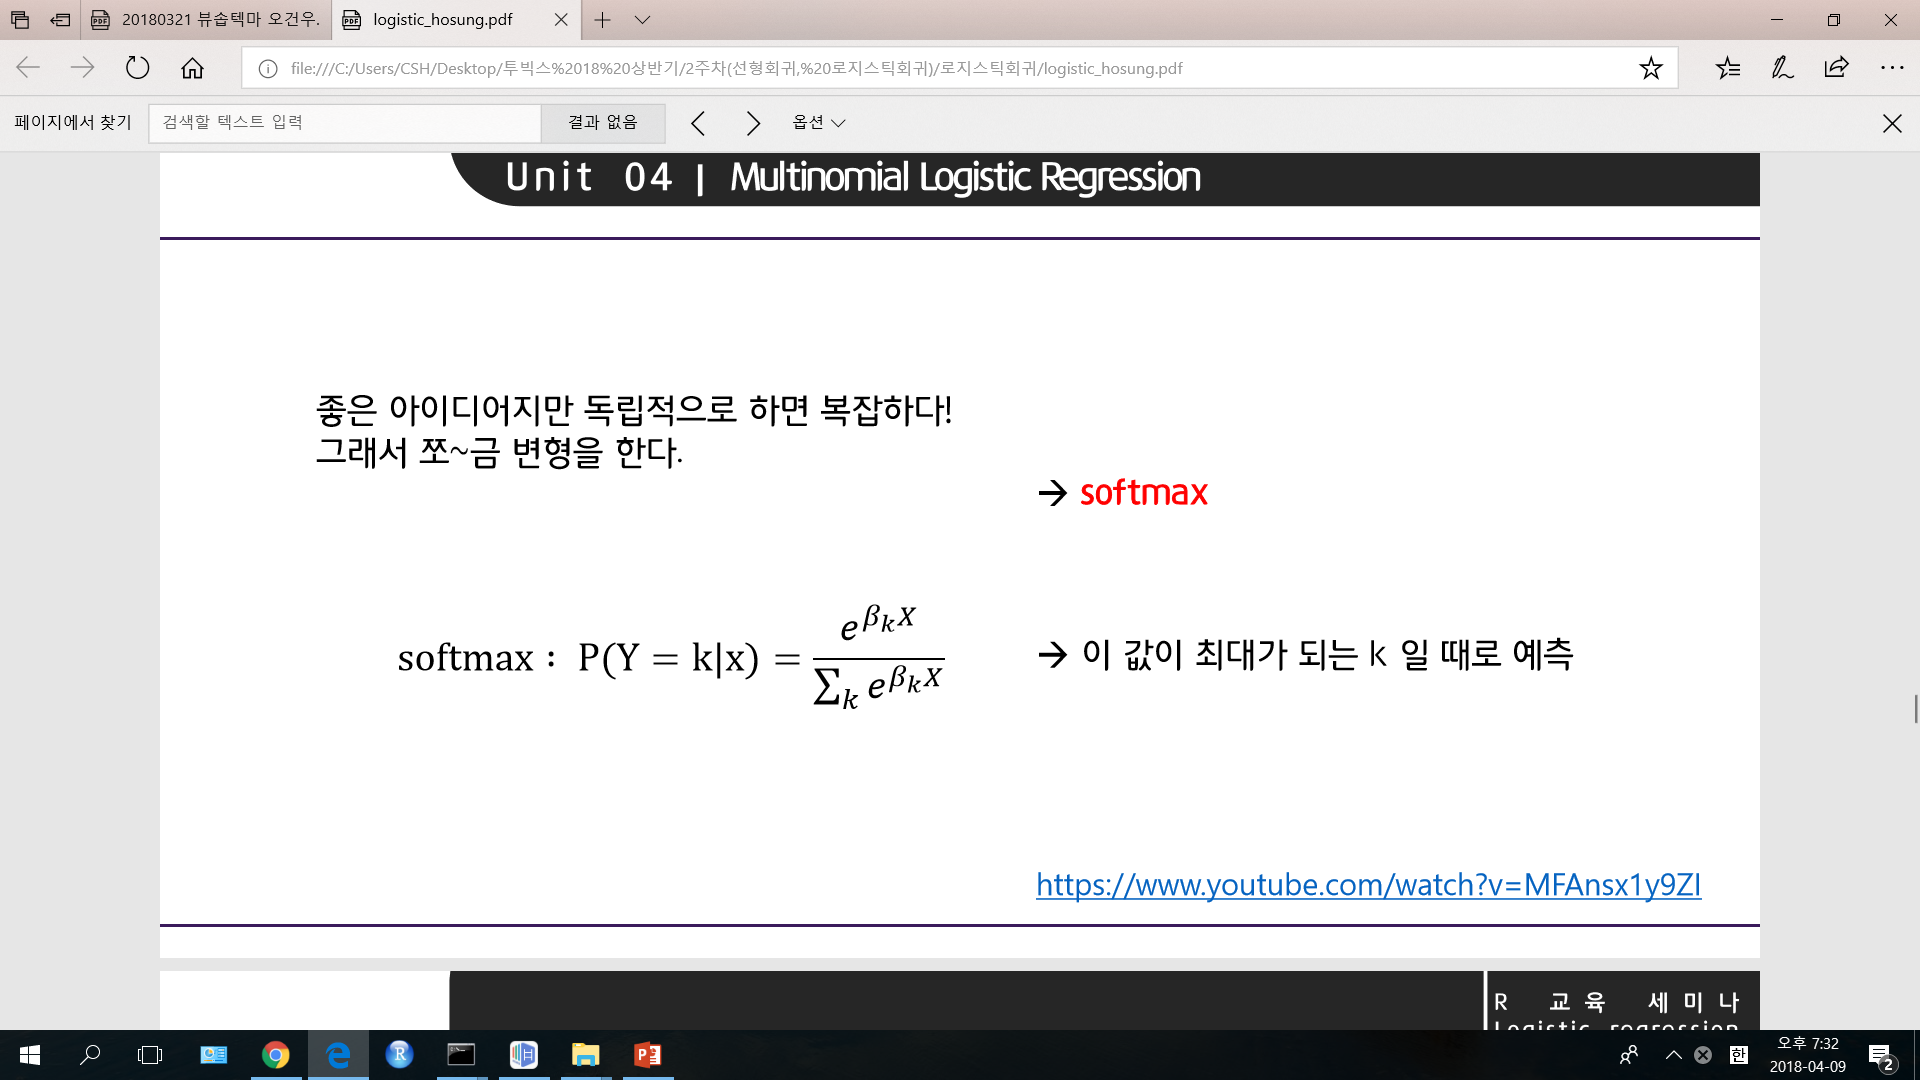 20180321 뷰솝텍마 오건우.
logistic_hosung.pdf
file:///C:/Users/CSH/Desktop/투빅스%2018%20상반기/2주차(선형회귀,%20로지스틱회귀)/로지스틱회귀/logistic_hosung.pdf
페이지에서 찾기 검색할 텍스트 입력 결과 없음 옵션
Unit 04 | Multinomial Logistic Regression
좋은 아이디어지만 독립적으로 하면 복잡하다!
그래서 쪼~금 변형을 한다.
→ softmax
softmax : P(Y = k|x) = e^{β_k X} / ∑_k e^{β_k X}
→ 이 값이 최대가 되는 k 일 때로 예측
https://www.youtube.com/watch?v=MFAnsx1y9ZI
R 교육 세미나
Logistic regression
한
오후 7:32
2018-04-09
2